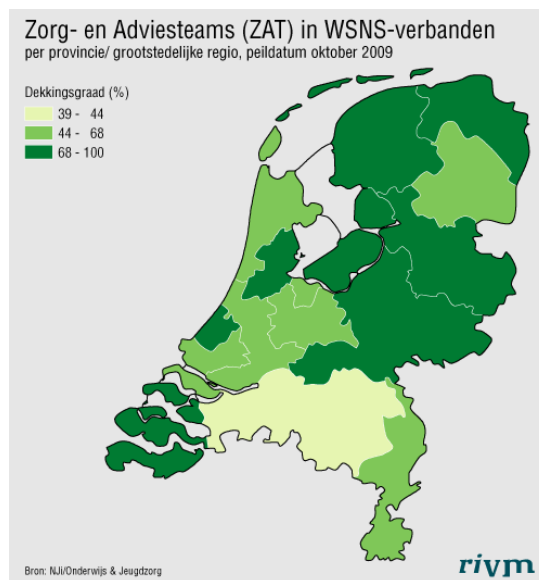 Zorg- en Adviesteams (ZAT) in WSNS-verbanden
per provincie/ grootstedelijke regio, peildatum oktober 2009
Dekkingsgraad (%)
39 - 44
44 - 68
68 - 100
Bron: NJi/Onderwijs & Jeugdzorg
rivm